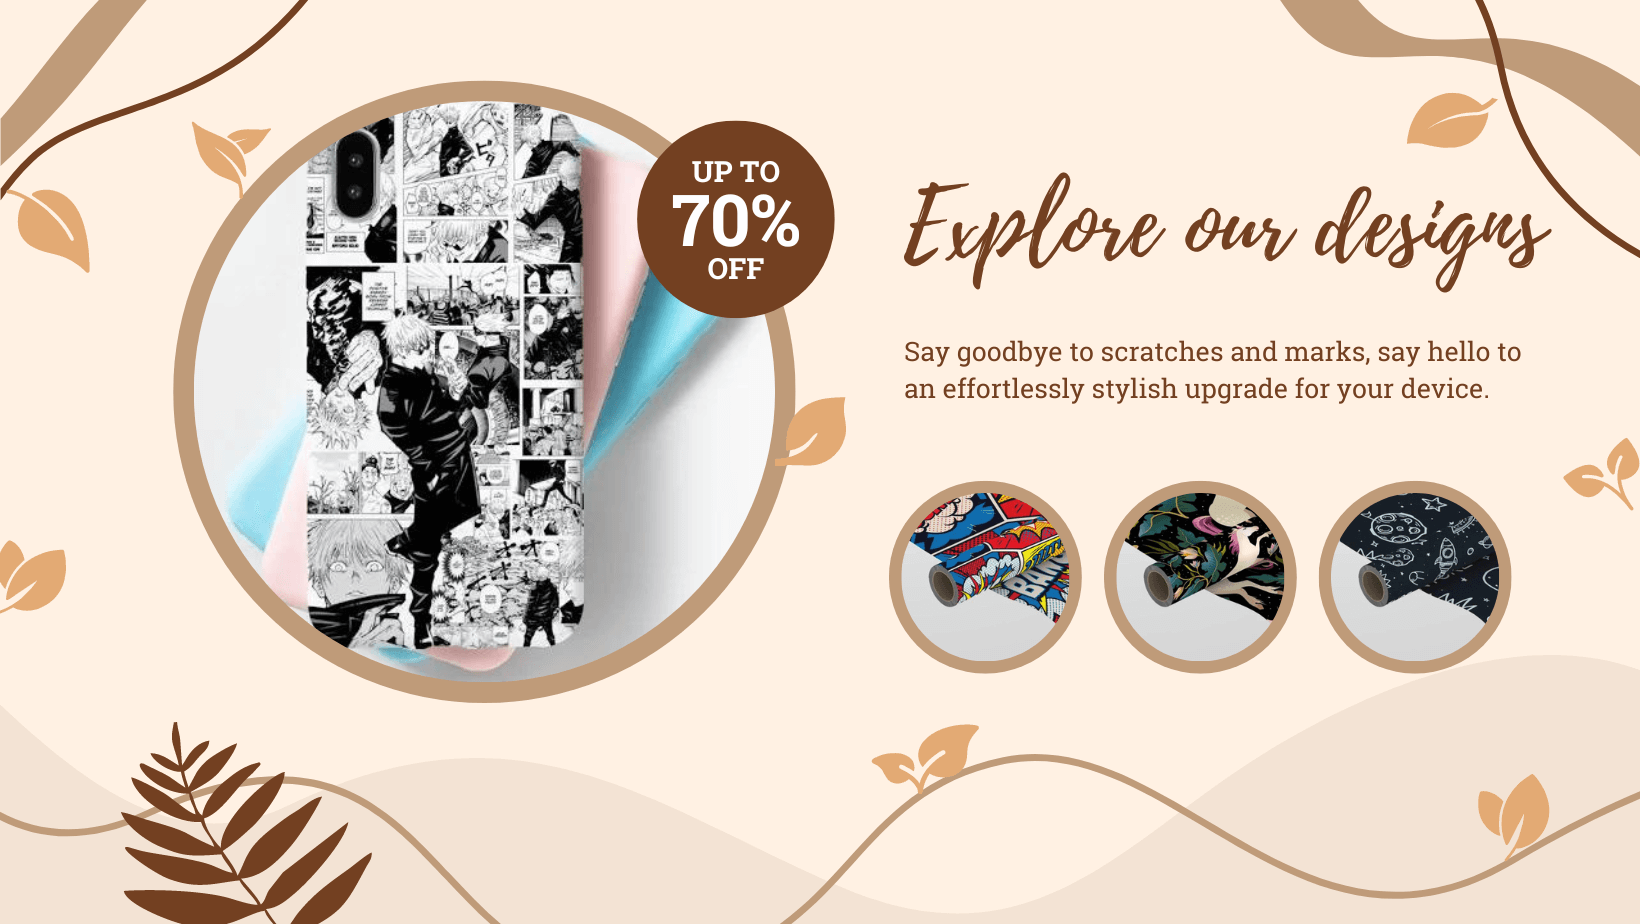 UP TO
70%
OFF
Explore our designs
Say goodbye to scratches and marks, say hello to
an effortlessly stylish upgrade for your device.
BAM